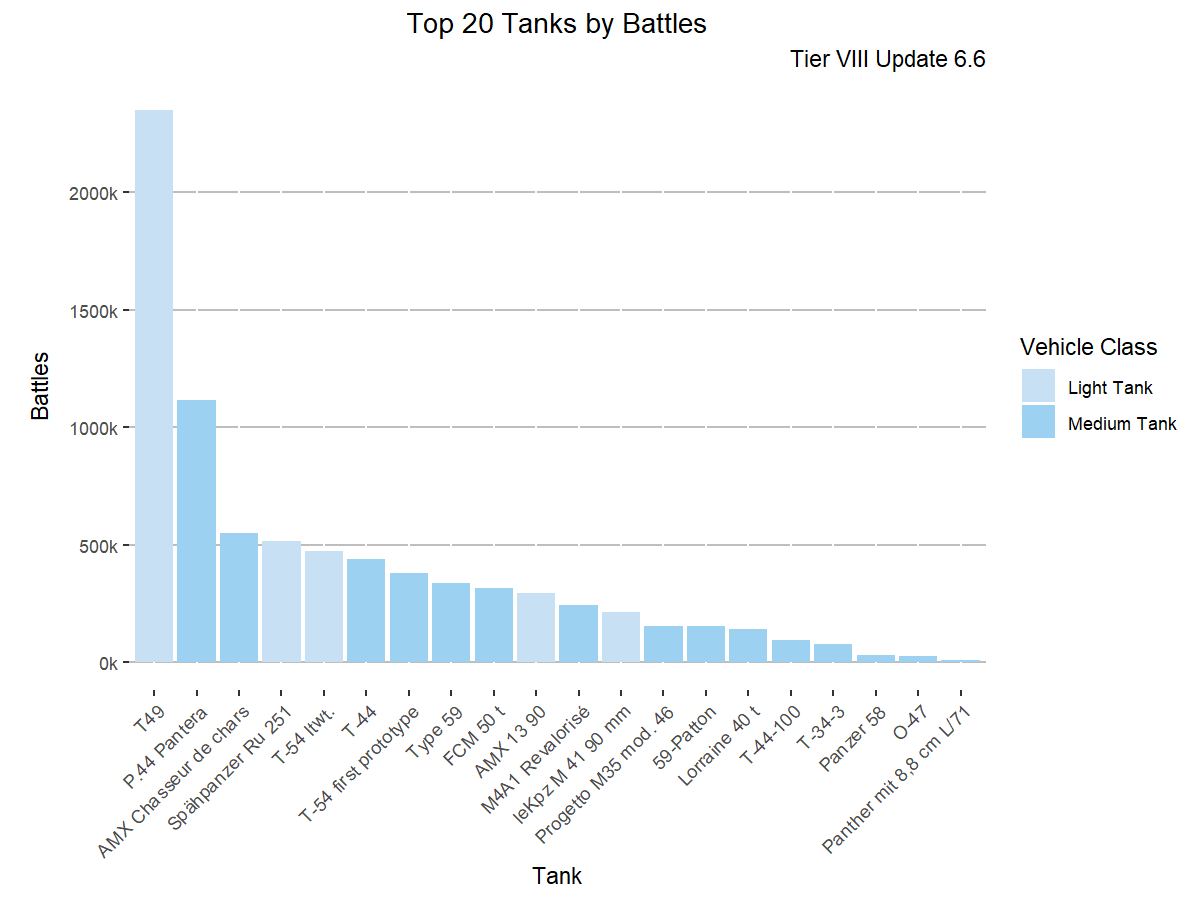 Top 20 Tanks by Battles
Tier VIII Update 6.6
Battles
2000k
1500k
1000k
500k
0k
T49
P.44 Pantera
AMX Chasseur de chars
Spähpanzer Ru 251
T-54 ltwt.
T-44
T-54 first prototype
Type 59
FCM 50 t
AMX 13 90
M4A1 Revalorisé
leKpz M 41 90 mm
Progetto M35 mod. 46
59-Patton
Lorraine 40 t
T-44-100
T-34-3
Panzer 58
O-47
Panther mit 8,8 cm L/71
Tank
Vehicle Class
Light Tank
Medium Tank